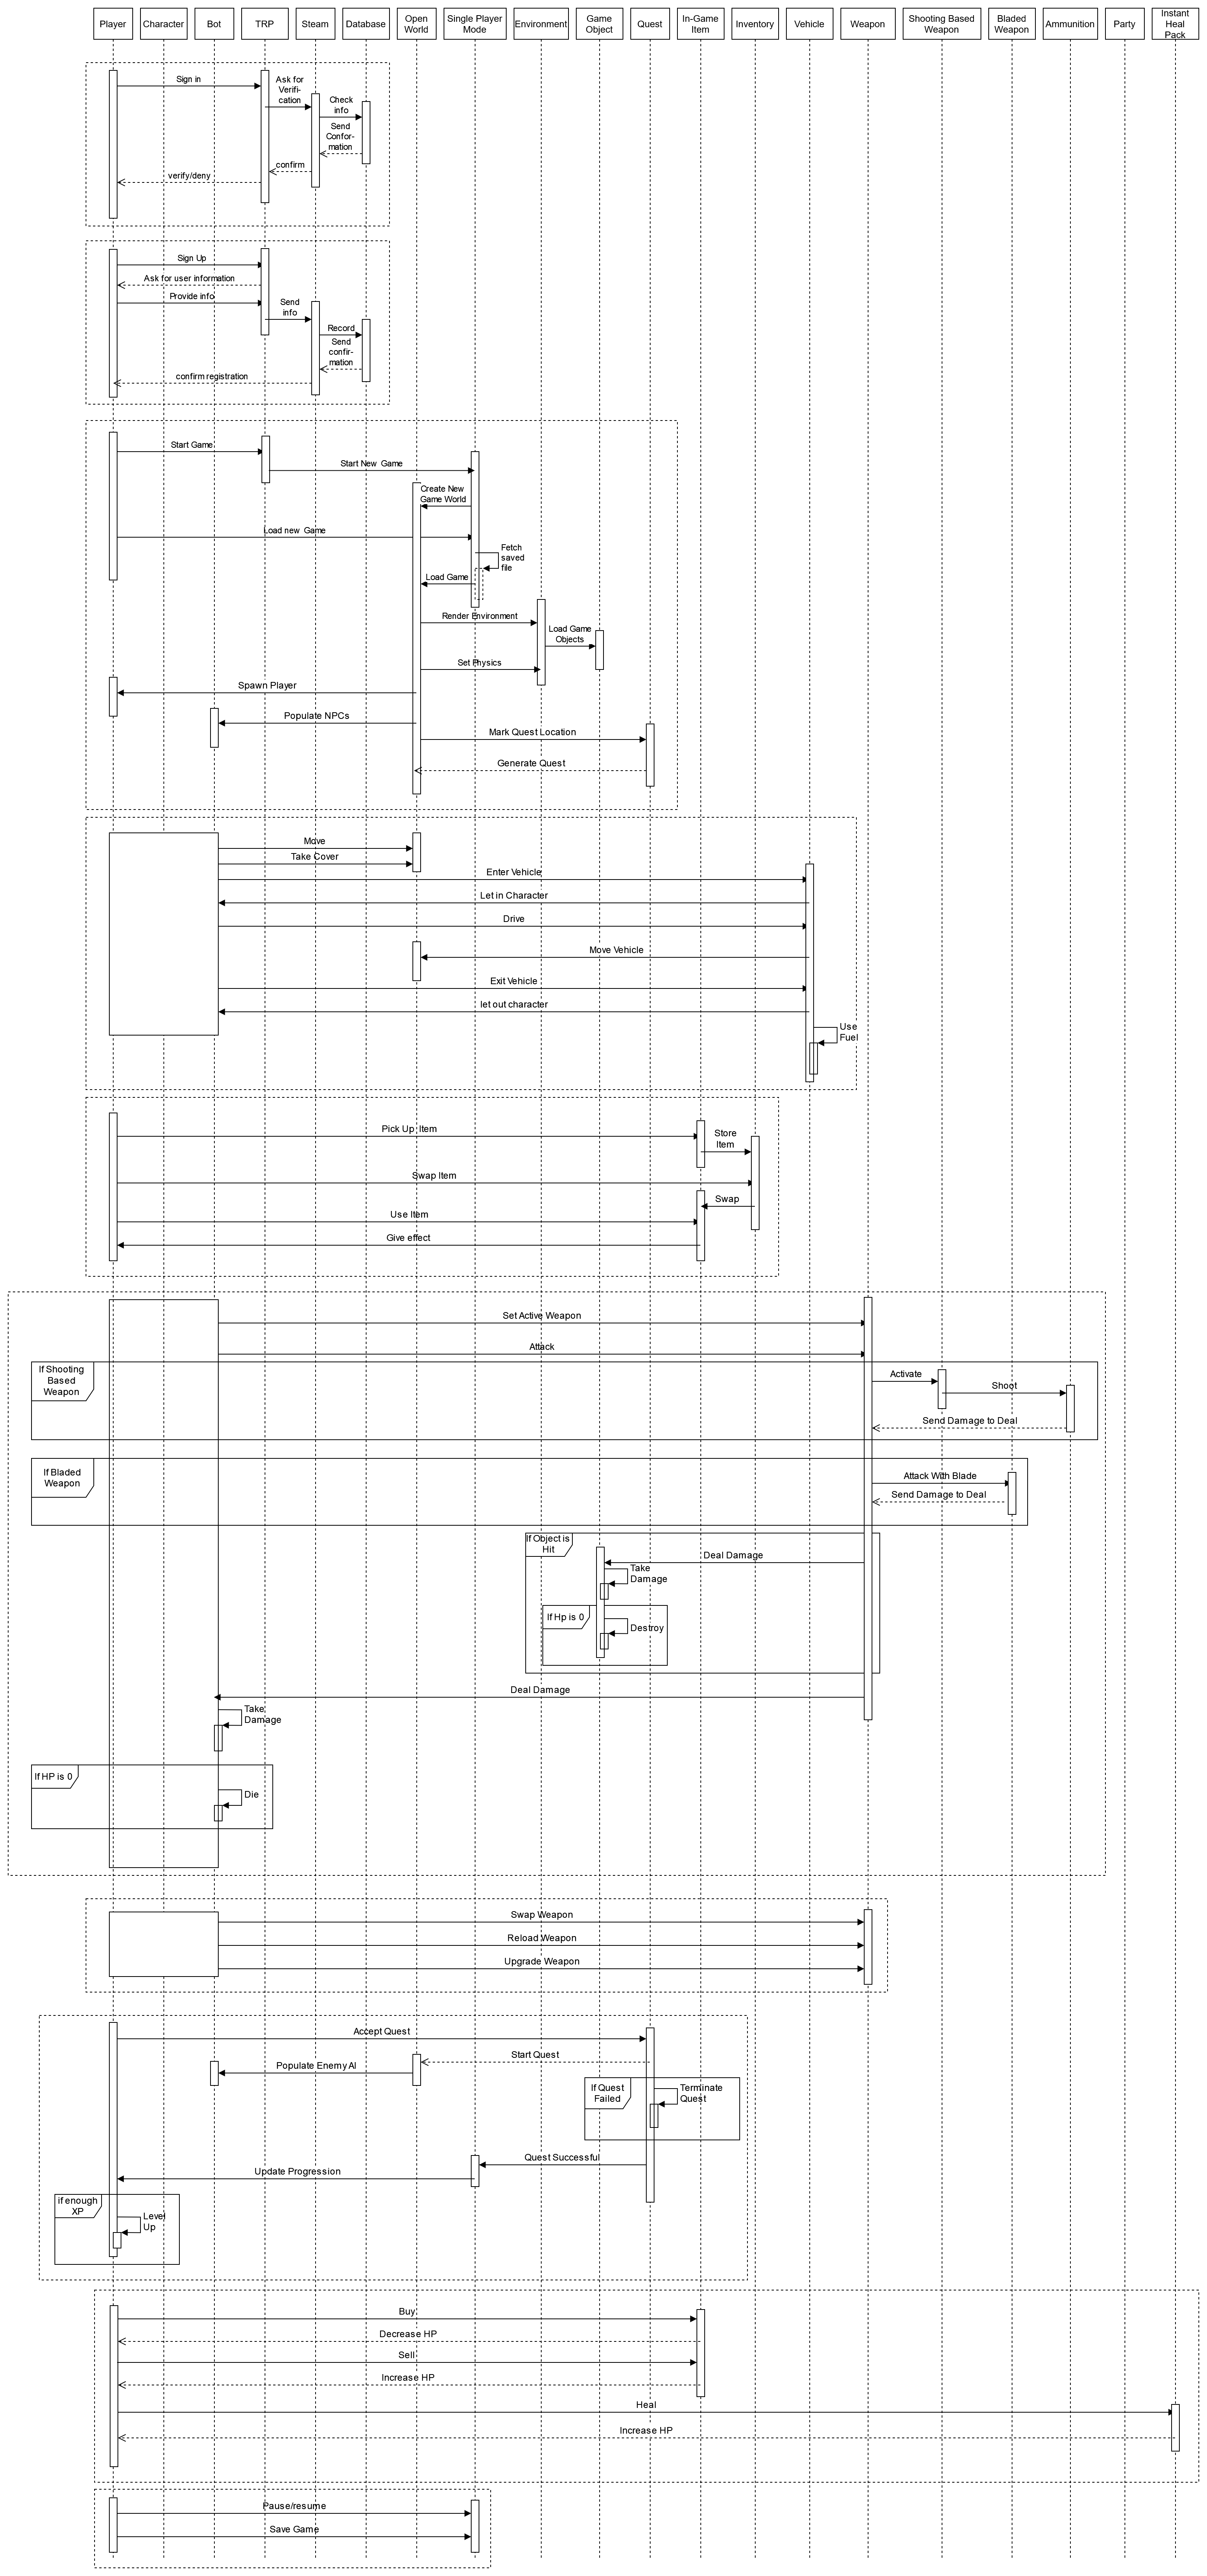 Player
Character
Bot
TRP
Steam
Database
Open
World
Single Player
Mode
Environment
Game
Object
Quest
In-Game
Item
Inventory
Vehicle
Weapon
Shooting Based
Weapon
Bladed
Weapon
Ammunition
Party
Instant
Heal
Pack
Sign in
Ask for
Verifi-
cation
Check
info
Send
Confor-
mation
confirm
verify/deny
Sign Up
Ask for user information
Provide info
Send
info
Record
Send
confir-
mation
confirm registration
Start Game
Start New Game
Create New
Game World
Load new Game
Fetch
saved
file
Load Game
Render Environment
Load Game
Objects
Set Physics
Spawn Player
Populate NPCs
Mark Quest Location
Generate Quest
Move
Take Cover
Enter Vehicle
Let in Character
Drive
Move Vehicle
Exit Vehicle
let out character
Use
Fuel
Pick Up Item
Store
Item
Swap Item
Swap
Use Item
Give effect
Set Active Weapon
Attack
If Shooting
Based
Weapon
Activate
Shoot
Send Damage to Deal
If Bladed
Weapon
Attack With Blade
Send Damage to Deal
If Object is
Hit
Deal Damage
Take
Damage
If Hp is 0
Destroy
Deal Damage
Take
Damage
If HP is 0
Die
Swap Weapon
Reload Weapon
Upgrade Weapon
Accept Quest
Start Quest
Populate Enemy AI
If Quest
Failed
Terminate
Quest
Quest Successful
Update Progression
if enough
XP
Level
Up
Buy
Decrease HP
Sell
Increase HP
Heal
Increase HP
Pause/resume
Save Game